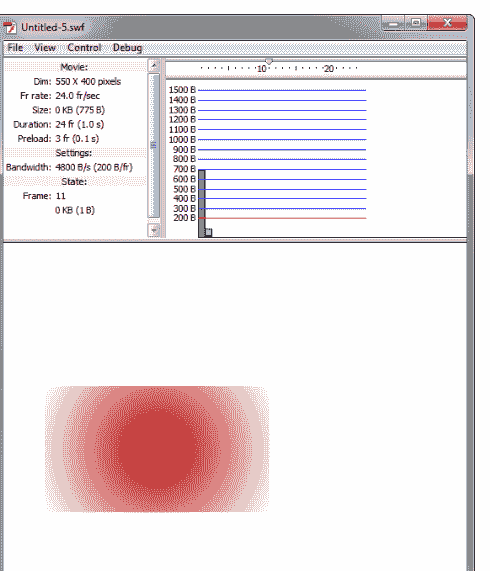 Untitled-5.swf
File View Control Debug
Movie:
Dim: 550 X 400 pixels
Fr rate: 24.0 fr/sec
Size: 0 KB (775 B)
Duration: 24 fr (1.0 s)
Preload: 3 fr (0.1 s)
Settings:
Bandwidth: 4800 B/s (200 B/fr)
State:
Frame: 11
0 KB (1 B)
10 20
1500 B
1400 B
1300 B
1200 B
1100 B
1000 B
900 B
800 B
700 B
600 B
500 B
400 B
300 B
200 B